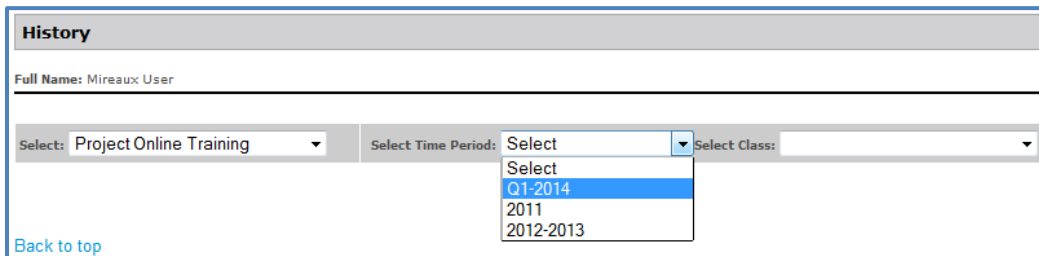 History
Full Name: Mireaux User
Select: Project Online Training Select Time Period: Select Select Class:
Select
Q1-2014
2011
2012-2013
Back to top